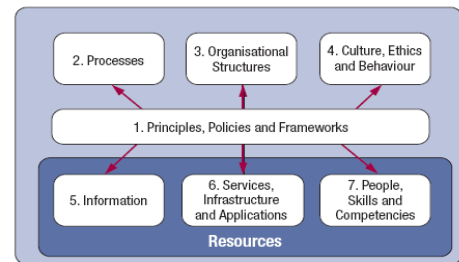 2. Processes
3. Organisational
Structures
4. Culture, Ethics
and Behaviour
1. Principles, Policies and Frameworks
5. Information
6. Services,
Infrastructure
and Applications
7. People,
Skills and
Competencies
Resources